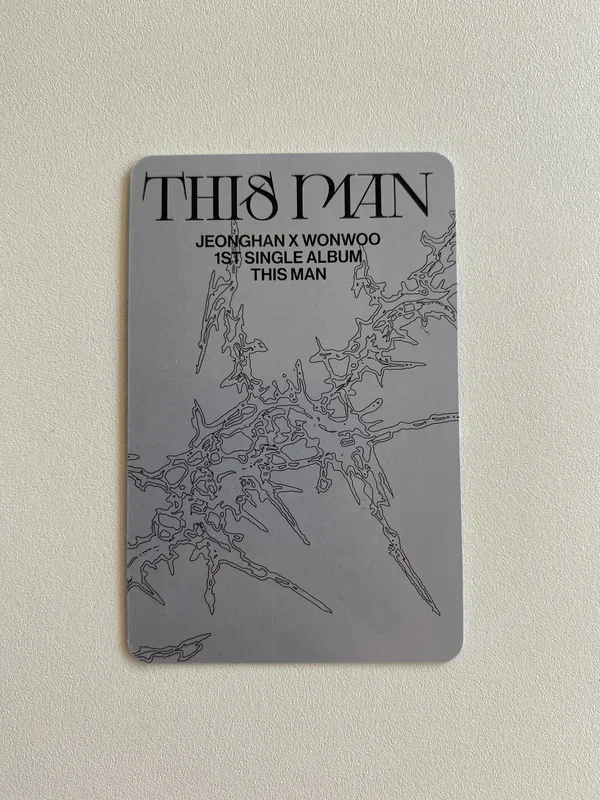 THIS MAN
JEONGHAN X WONWOO
1ST SINGLE ALBUM
THIS MAN